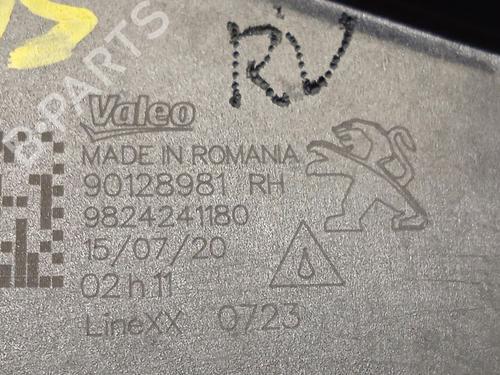 RV
Valeo
MADE IN ROMANIA
90128981 RH
9824241180
15/07/20
02 h 11
LineXX 0723
B-PARTS